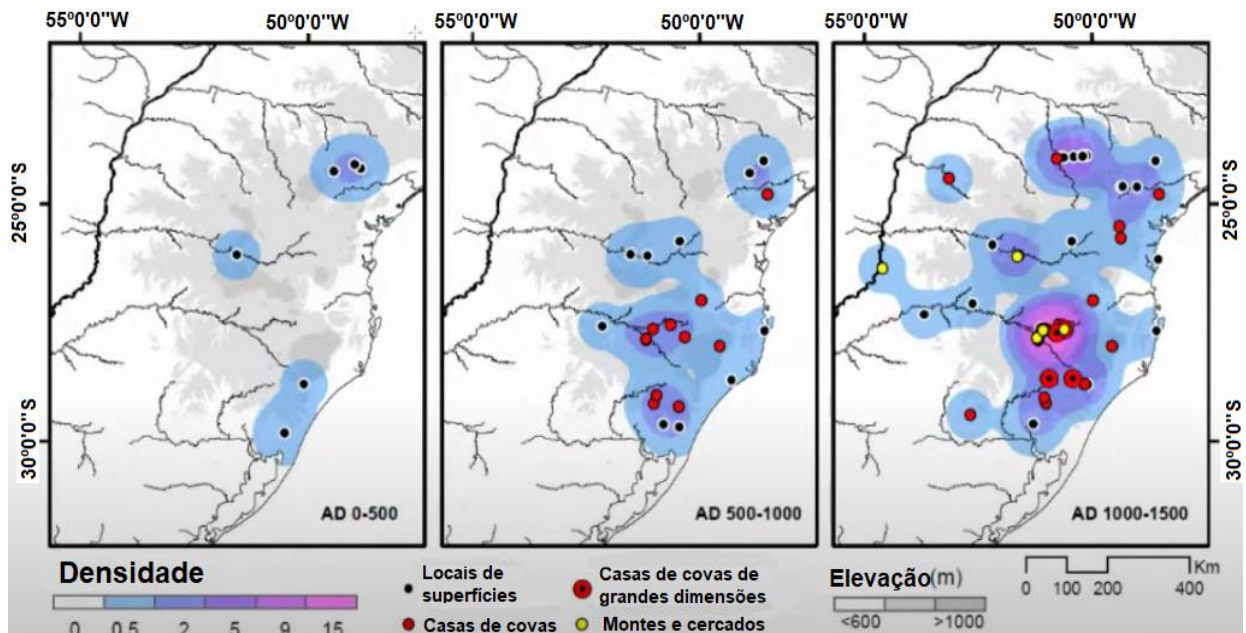 55º0'0''W 50º0'0''W 55º0'0''W 50º0'0''W 55º0'0''W 50º0'0''W
25º0'0''S 25º0'0''S
30º0'0''S 30º0'0''S
AD 0-500 AD 500-1000 AD 1000-1500
Densidade
0 0.5 2 5 9 15
Locais de
superfícies
Casas de covas
Casas de covas de
grandes dimensões
Montes e cercados
Elevação(m)
<600 >1000
Km
0 100 200 400